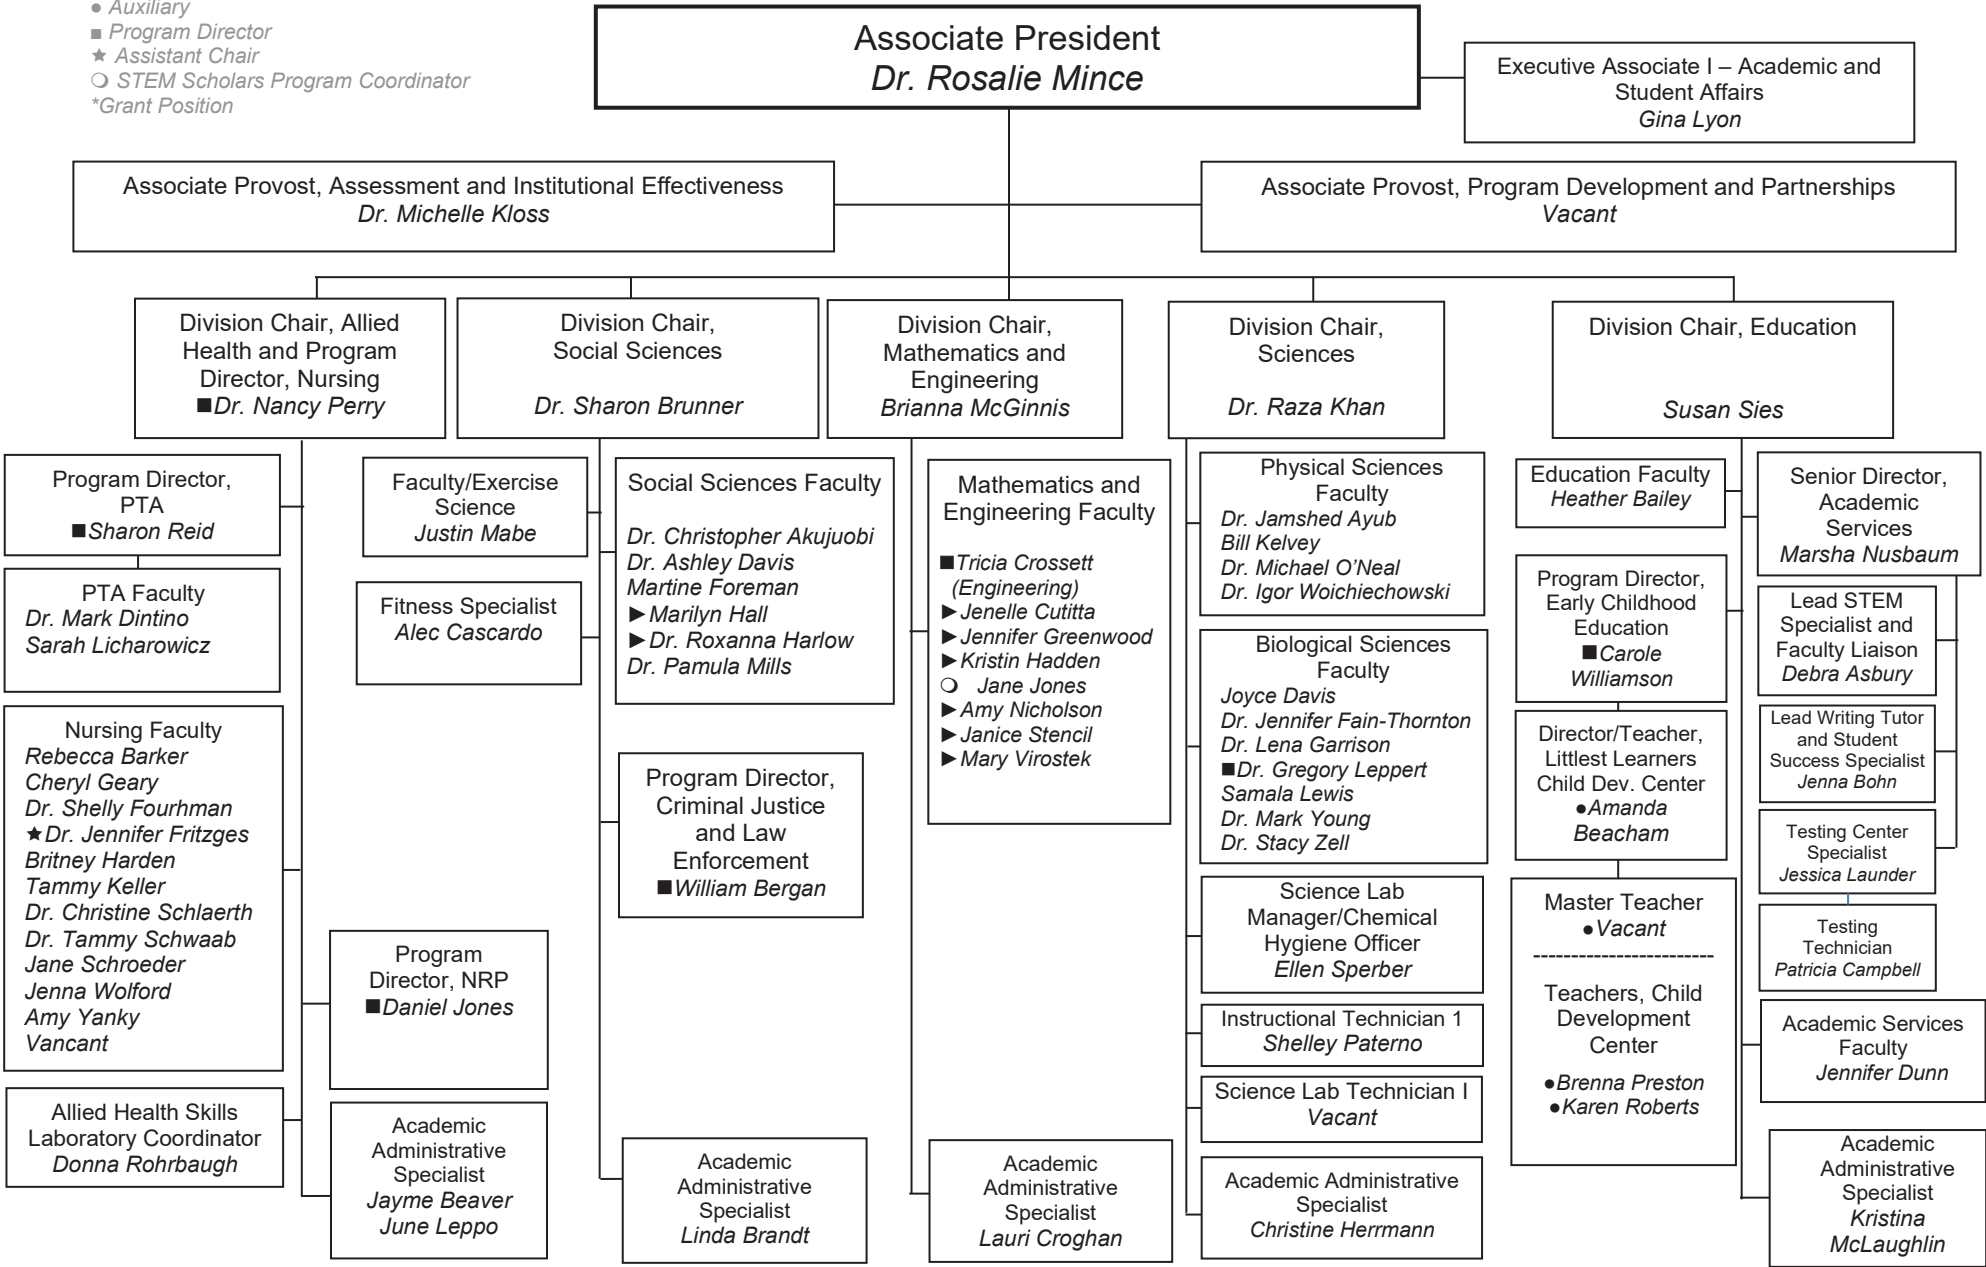 ● Auxiliary
■ Program Director
★ Assistant Chair
❍ STEM Scholars Program Coordinator
*Grant Position
Associate President
Dr. Rosalie Mince
Executive Associate I – Academic and
Student Affairs
Gina Lyon
Associate Provost, Assessment and Institutional Effectiveness
Dr. Michelle Kloss
Associate Provost, Program Development and Partnerships
Vacant
Division Chair, Allied
Health and Program
Director, Nursing
■Dr. Nancy Perry
Division Chair,
Social Sciences
Dr. Sharon Brunner
Division Chair,
Mathematics and
Engineering
Brianna McGinnis
Division Chair,
Sciences
Dr. Raza Khan
Division Chair, Education
Susan Sies
Program Director,
PTA
■Sharon Reid
PTA Faculty
Dr. Mark Dintino
Sarah Licharowicz
Nursing Faculty
Rebecca Barker
Cheryl Geary
Dr. Shelly Fourhman
★Dr. Jennifer Fritzges
Britney Harden
Tammy Keller
Dr. Christine Schlaerth
Dr. Tammy Schwaab
Jane Schroeder
Jenna Wolford
Amy Yanky
Vancant
Allied Health Skills
Laboratory Coordinator
Donna Rohrbaugh
Program
Director, NRP
■Daniel Jones
Academic
Administrative
Specialist
Jayme Beaver
June Leppo
Faculty/Exercise
Science
Justin Mabe
Fitness Specialist
Alec Cascardo
Social Sciences Faculty
Dr. Christopher Akujuobi
Dr. Ashley Davis
Martine Foreman
►Marilyn Hall
►Dr. Roxanna Harlow
Dr. Pamula Mills
Program Director,
Criminal Justice
and Law
Enforcement
■William Bergan
Academic
Administrative
Specialist
Linda Brandt
Mathematics and
Engineering Faculty
■Tricia Crossett
(Engineering)
►Jenelle Cutitta
►Jennifer Greenwood
►Kristin Hadden
❍ Jane Jones
►Amy Nicholson
►Janice Stencil
►Mary Virostek
Academic
Administrative
Specialist
Lauri Croghan
Physical Sciences
Faculty
Dr. Jamshed Ayub
Bill Kelvey
Dr. Michael O’Neal
Dr. Igor Woichiechowski
Biological Sciences
Faculty
Joyce Davis
Dr. Jennifer Fain-Thornton
Dr. Lena Garrison
■Dr. Gregory Leppert
Samala Lewis
Dr. Mark Young
Dr. Stacy Zell
Science Lab
Manager/Chemical
Hygiene Officer
Ellen Sperber
Instructional Technician 1
Shelley Paterno
Science Lab Technician I
Vacant
Academic Administrative
Specialist
Christine Herrmann
Education Faculty
Heather Bailey
Program Director,
Early Childhood
Education
■Carole
Williamson
Director/Teacher,
Littlest Learners
Child Dev. Center
●Amanda
Beacham
Master Teacher
●Vacant
------------------------
Teachers, Child
Development
Center
●Brenna Preston
●Karen Roberts
Senior Director,
Academic
Services
Marsha Nusbaum
Lead STEM
Specialist and
Faculty Liaison
Debra Asbury
Lead Writing Tutor
and Student
Success Specialist
Jenna Bohn
Testing Center
Specialist
Jessica Launder
Testing
Technician
Patricia Campbell
Academic Services
Faculty
Jennifer Dunn
Academic
Administrative
Specialist
Kristina
McLaughlin